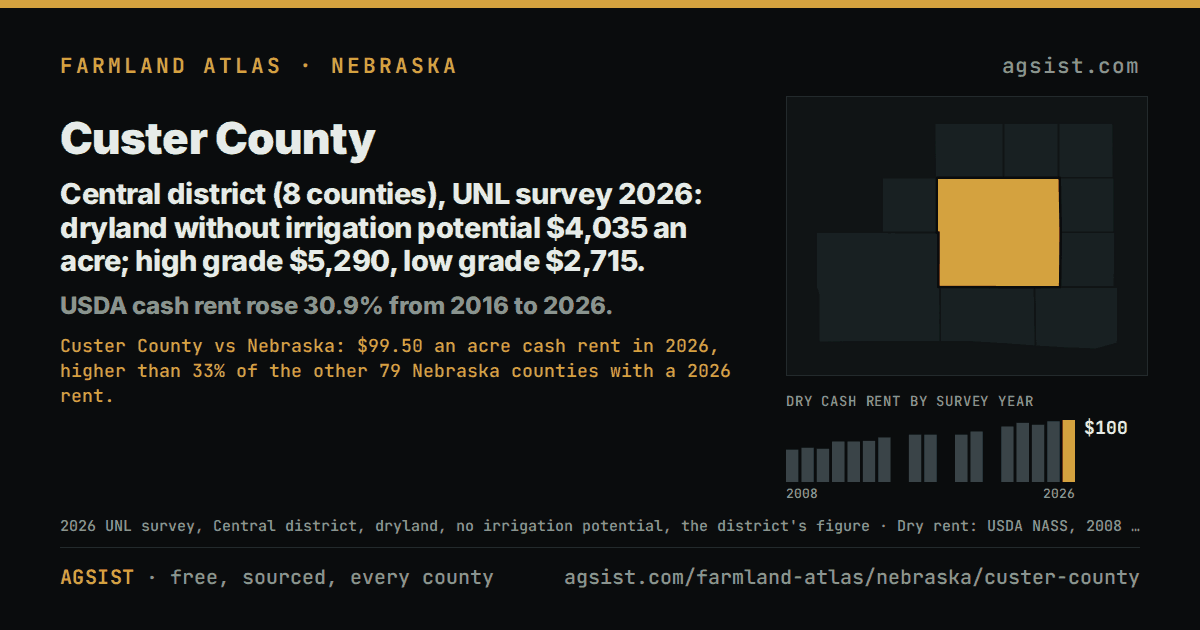 FARMLAND ATLAS · NEBRASKA
agsist.com
Custer County
Central district (8 counties), UNL survey 2026:
dryland without irrigation potential $4,035 an
acre; high grade $5,290, low grade $2,715.
USDA cash rent rose 30.9% from 2016 to 2026.
Custer County vs Nebraska: $99.50 an acre cash rent in 2026,
higher than 33% of the other 79 Nebraska counties with a 2026
rent.
DRY CASH RENT BY SURVEY YEAR
$100
2008
2026
2026 UNL survey, Central district, dryland, no irrigation potential, the district's figure · Dry rent: USDA NASS, 2008 …
AGSIST · free, sourced, every county
agsist.com/farmland-atlas/nebraska/custer-county